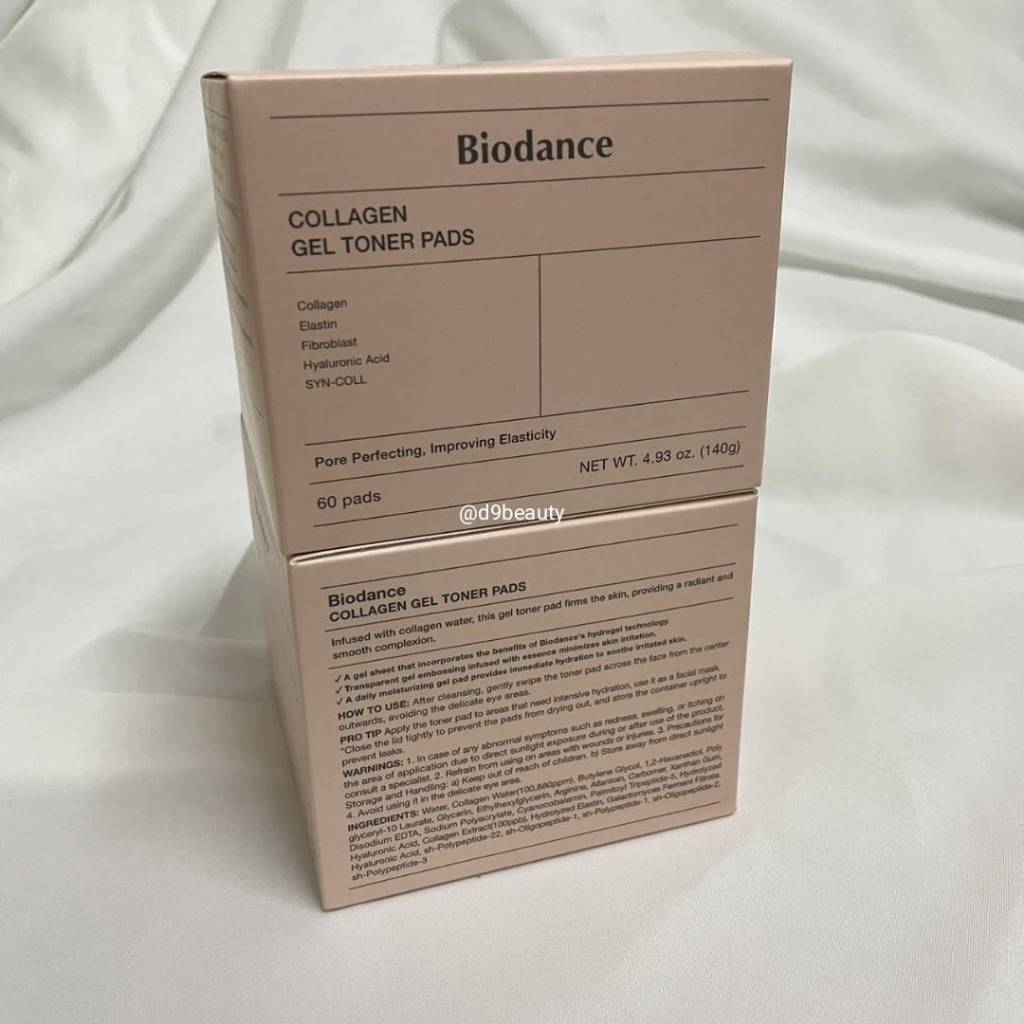 Biodance
COLLAGEN
GEL TONER PADS
Collagen
Elastin
Fibroblast
Hyaluronic Acid
SYN-COLL
Pore Perfecting, Improving Elasticity
60 pads
NET WT. 4.93 oz. (140g)
@d9beauty
Biodance
COLLAGEN GEL TONER PADS
Infused with collagen water, this gel toner pad firms the skin, providing a radiant and
smooth complexion.
✓ A gel sheet that incorporates the benefits of Biodance's hydrogel technology.
✓ Transparent gel embossing infused with essence minimizes skin irritation.
✓ A daily moisturizing gel pad provides immediate hydration to soothe irritated skin.
HOW TO USE: After cleansing, gently swipe the toner pad across the face from the center
outwards, avoiding the delicate eye areas.
PRO TIP Apply the toner pad to areas that need intensive hydration, use it as a facial mask.
*Close the lid tightly to prevent the pads from drying out, and store the container upright to
prevent leaks.
WARNINGS: 1. In case of any abnormal symptoms such as redness, swelling, or itching on
the area of application due to direct sunlight exposure during or after use of the product,
consult a specialist. 2. Refrain from using on areas with wounds or injuries. 3. Precautions for
Storage and Handling: a) Keep out of reach of children. b) Store away from direct sunlight
4. Avoid using it in the delicate eye area.
INGREDIENTS: Water, Collagen Water(100,680ppm), Butylene Glycol, 1,2-Hexanediol, Poly
glyceryl-10 Laurate, Glycerin, Ethylhexylglycerin, Arginine, Allantoin, Carbomer, Xanthan Gum,
Disodium EDTA, Sodium Polyacrylate, Cyanocobalamin, Palmitoyl Tripeptide-5, Hydrolyzed
Hyaluronic Acid, Collagen Extract(100ppb), Hydrolyzed Elastin, Galactomyces Ferment Filtrate,
Hyaluronic Acid, sh-Polypeptide-22, sh-Oligopeptide-1, sh-Polypeptide-1, sh-Oligopeptide-2,
sh-Polypeptide-3